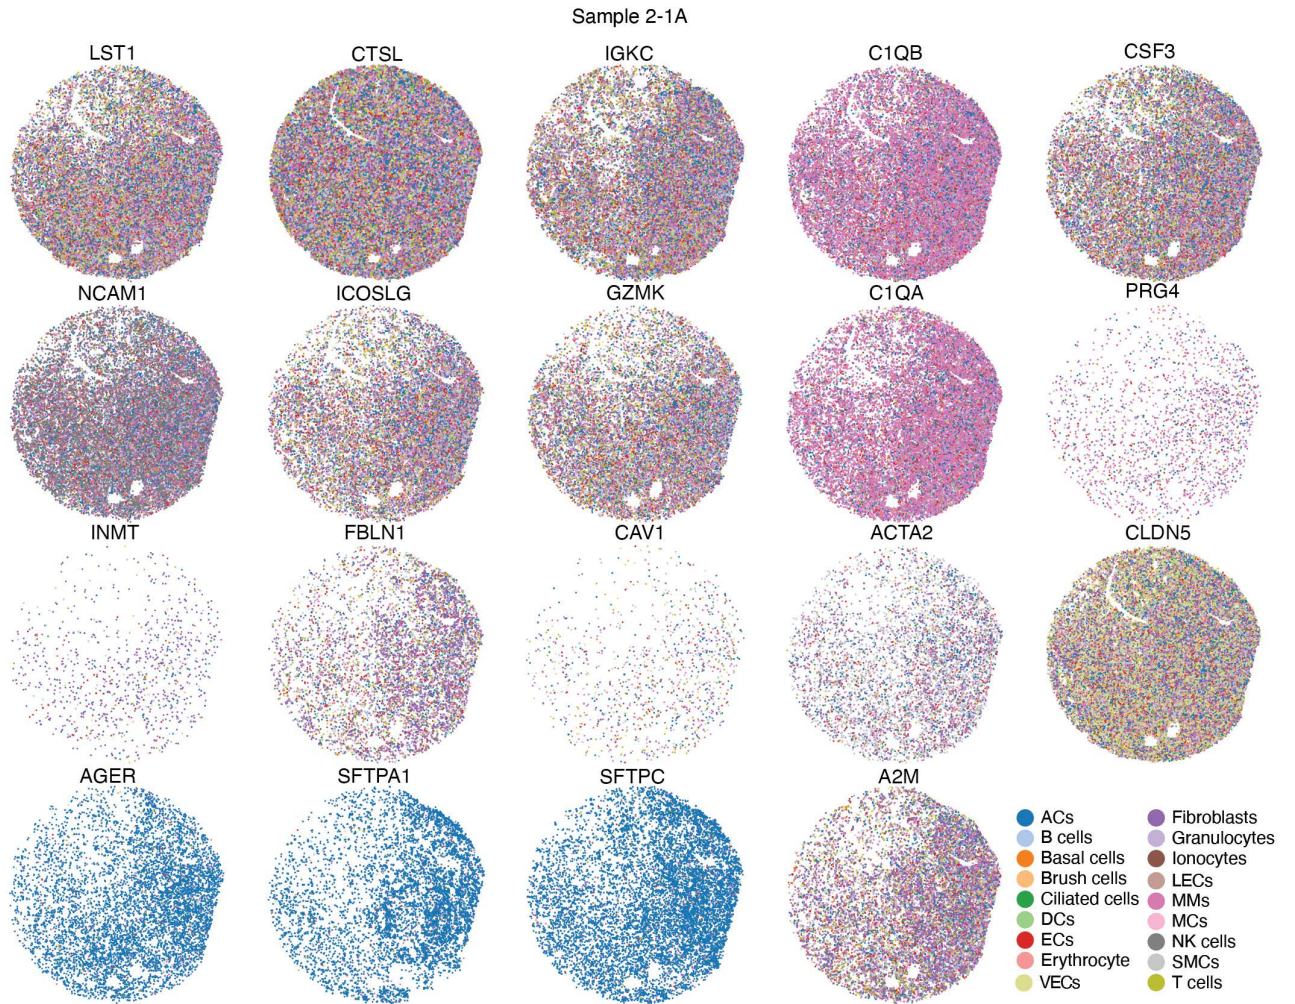 Sample 2-1A
LST1
CTSL
IGKC
C1QB
CSF3
NCAM1
ICOSLG
GZMK
C1QA
PRG4
INMT
FBLN1
CAV1
ACTA2
CLDN5
AGER
SFTPA1
SFTPC
A2M
ACs
B cells
Basal cells
Brush cells
Ciliated cells
DCs
ECs
Erythrocyte
VECs
Fibroblasts
Granulocytes
Ionocytes
LECs
MMs
MCs
NK cells
SMCs
T cells